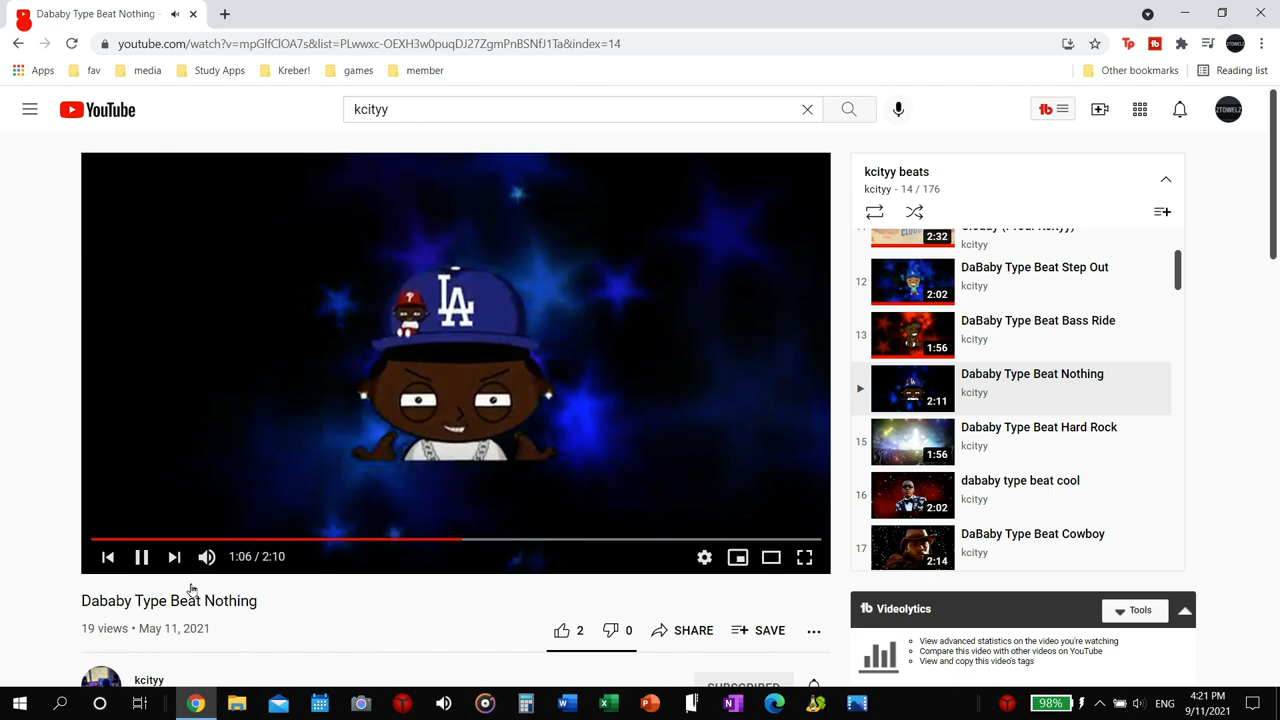 Dababy Type Beat Nothing -
youtube.com/watch?v=mpGlfClOA7s&list=PLwwxc-OEXH3w0puqDJ27ZgmPnBSNfJ1Ta&index=14
Apps fav media Study Apps Kreber! games member Other bookmarks Reading list
YouTube
kcityy
ZTOWELZ
LA
P
kcityy beats
kcityy - 14 / 176
Cloudy (Prod. Kcityy)
2:32
kcityy
12
2:02
DaBaby Type Beat Step Out
kcityy
13
1:56
DaBaby Type Beat Bass Ride
kcityy
2:11
Dababy Type Beat Nothing
kcityy
15
1:56
Dababy Type Beat Hard Rock
kcityy
16
2:02
dababy type beat cool
kcityy
17
2:14
DaBaby Type Beat Cowboy
kcityy
1:06 / 2:10
Dababy Type Beat Nothing
19 views • May 11, 2021
2 0 SHARE SAVE
kcityy
SUBSCRIBED
Videolytics
Tools
View advanced statistics on the video you're watching
Compare this video with other videos on YouTube
View and copy this video's tags
98%
ENG
4:21 PM
9/11/2021